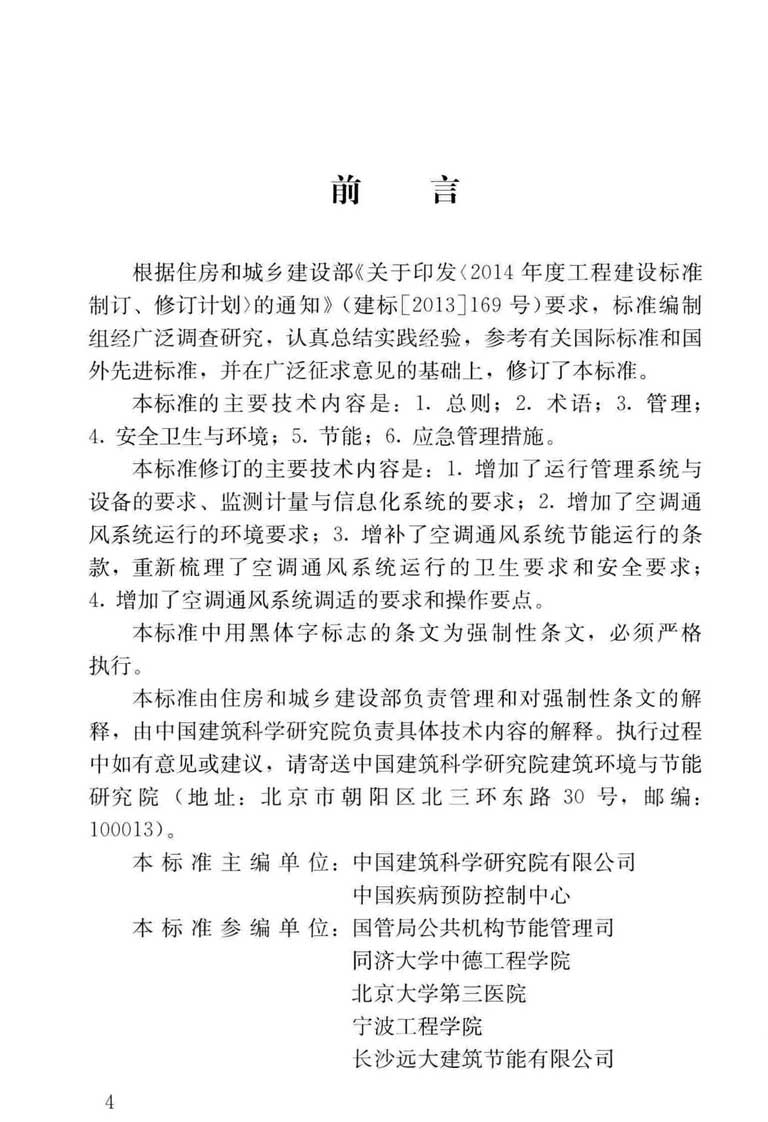 前　言
根据住房和城乡建设部《关于印发〈2014 年度工程建设标准
制订、修订计划〉的通知》（建标[2013]169 号）要求，标准编制
组经广泛调查研究，认真总结实践经验，参考有关国际标准和国
外先进标准，并在广泛征求意见的基础上，修订了本标准。
本标准的主要技术内容是：1. 总则；2. 术语；3. 管理；
4. 安全卫生与环境；5. 节能；6. 应急管理措施。
本标准修订的主要技术内容是：1. 增加了运行管理系统与
设备的要求、监测计量与信息化系统的要求；2. 增加了空调通
风系统运行的环境要求；3. 增补了空调通风系统节能运行的条
款，重新梳理了空调通风系统运行的卫生要求和安全要求；
4. 增加了空调通风系统调适的要求和操作要点。
本标准中用黑体字标志的条文为强制性条文，必须严格
执行。
本标准由住房和城乡建设部负责管理和对强制性条文的解
释，由中国建筑科学研究院负责具体技术内容的解释。执行过程
中如有意见或建议，请寄送中国建筑科学研究院建筑环境与节能
研究院（地址：北京市朝阳区北三环东路 30 号，邮编：
100013）。
本标准主编单位：中国建筑科学研究院有限公司
中国疾病预防控制中心
本标准参编单位：国管局公共机构节能管理司
同济大学中德工程学院
北京大学第三医院
宁波工程学院
长沙远大建筑节能有限公司
4